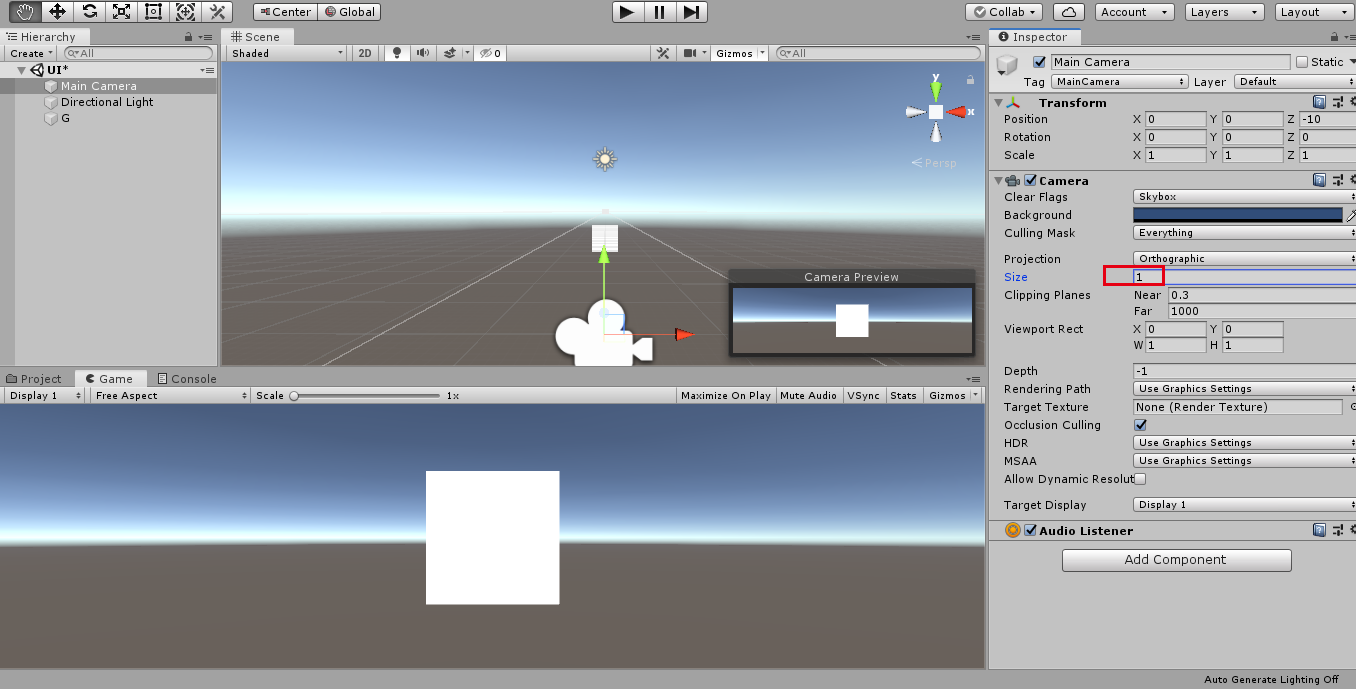 Center Global Collab Account Layers Layout
Hierarchy
Create All
UI*
Main Camera
Directional Light
G
Scene
Shaded 2D 0 Gizmos All
y
x
Persp
Camera Preview
Project Game Console
Display 1 Free Aspect Scale 1x Maximize On Play Mute Audio VSync Stats Gizmos
Inspector
Main Camera Static
Tag MainCamera Layer Default
Transform
Position X 0 Y 0 Z -10
Rotation X 0 Y 0 Z 0
Scale X 1 Y 1 Z 1
Camera
Clear Flags Skybox
Background
Culling Mask Everything
Projection Orthographic
Size 1
Clipping Planes Near 0.3
Far 1000
Viewport Rect X 0 Y 0
W 1 H 1
Depth -1
Rendering Path Use Graphics Settings
Target Texture None (Render Texture)
Occlusion Culling
HDR Use Graphics Settings
MSAA Use Graphics Settings
Allow Dynamic Resolut
Target Display Display 1
Audio Listener
Add Component
Auto Generate Lighting Off